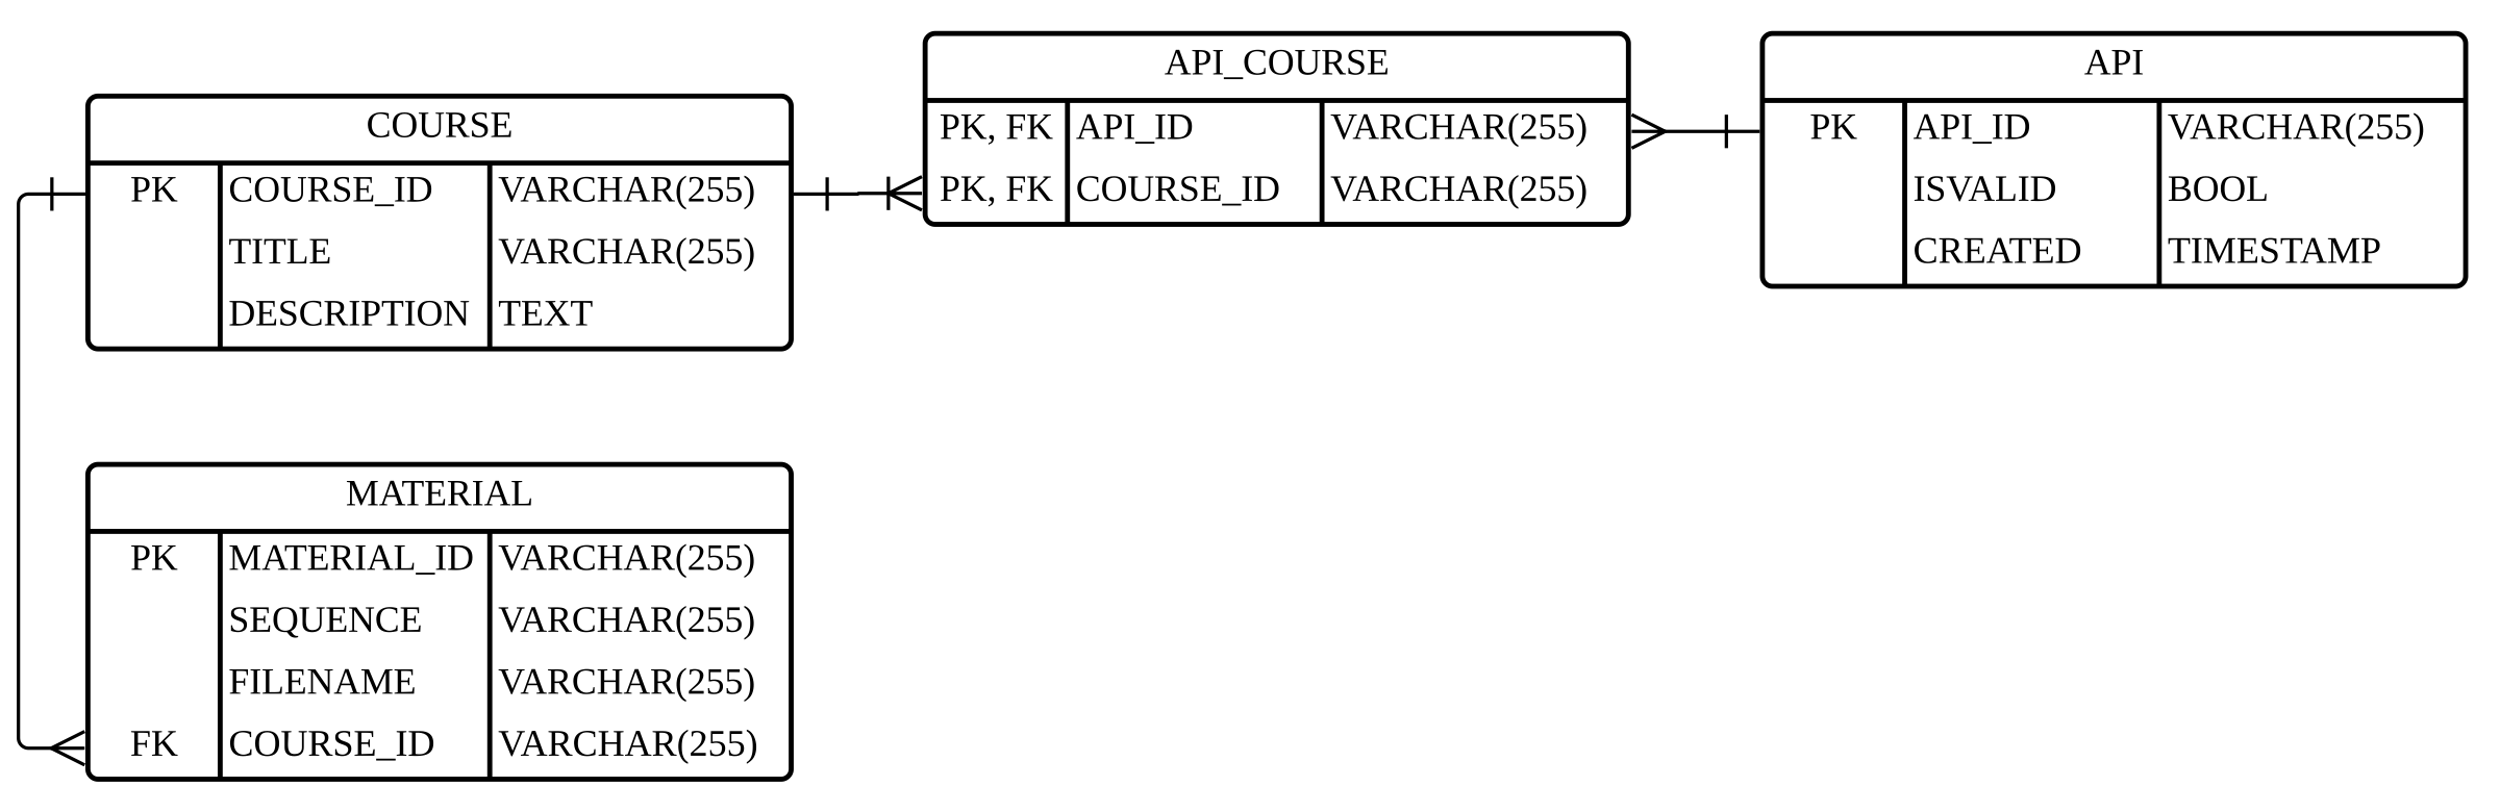 COURSE
PK COURSE_ID VARCHAR(255)
TITLE VARCHAR(255)
DESCRIPTION TEXT
MATERIAL
PK MATERIAL_ID VARCHAR(255)
SEQUENCE VARCHAR(255)
FILENAME VARCHAR(255)
FK COURSE_ID VARCHAR(255)
API_COURSE
PK, FK API_ID VARCHAR(255)
PK, FK COURSE_ID VARCHAR(255)
API
PK API_ID VARCHAR(255)
ISVALID BOOL
CREATED TIMESTAMP